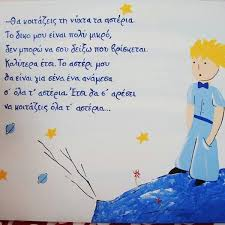 -Θα κοιτάζεις τη νύχτα τα αστέρια.
Το δικο μου είναι πολύ μικρό,
δεν μπορώ να σου δείξω που βρίσκεται.
Καλύτερα έτσι. Το αστέρι μου
θα είναι για σένα ένα ανάμεσα
σ' όλα τ' αστέρια. Έτσι θα σ' αρέσει
να κοιτάζεις όλα τ' αστέρια...